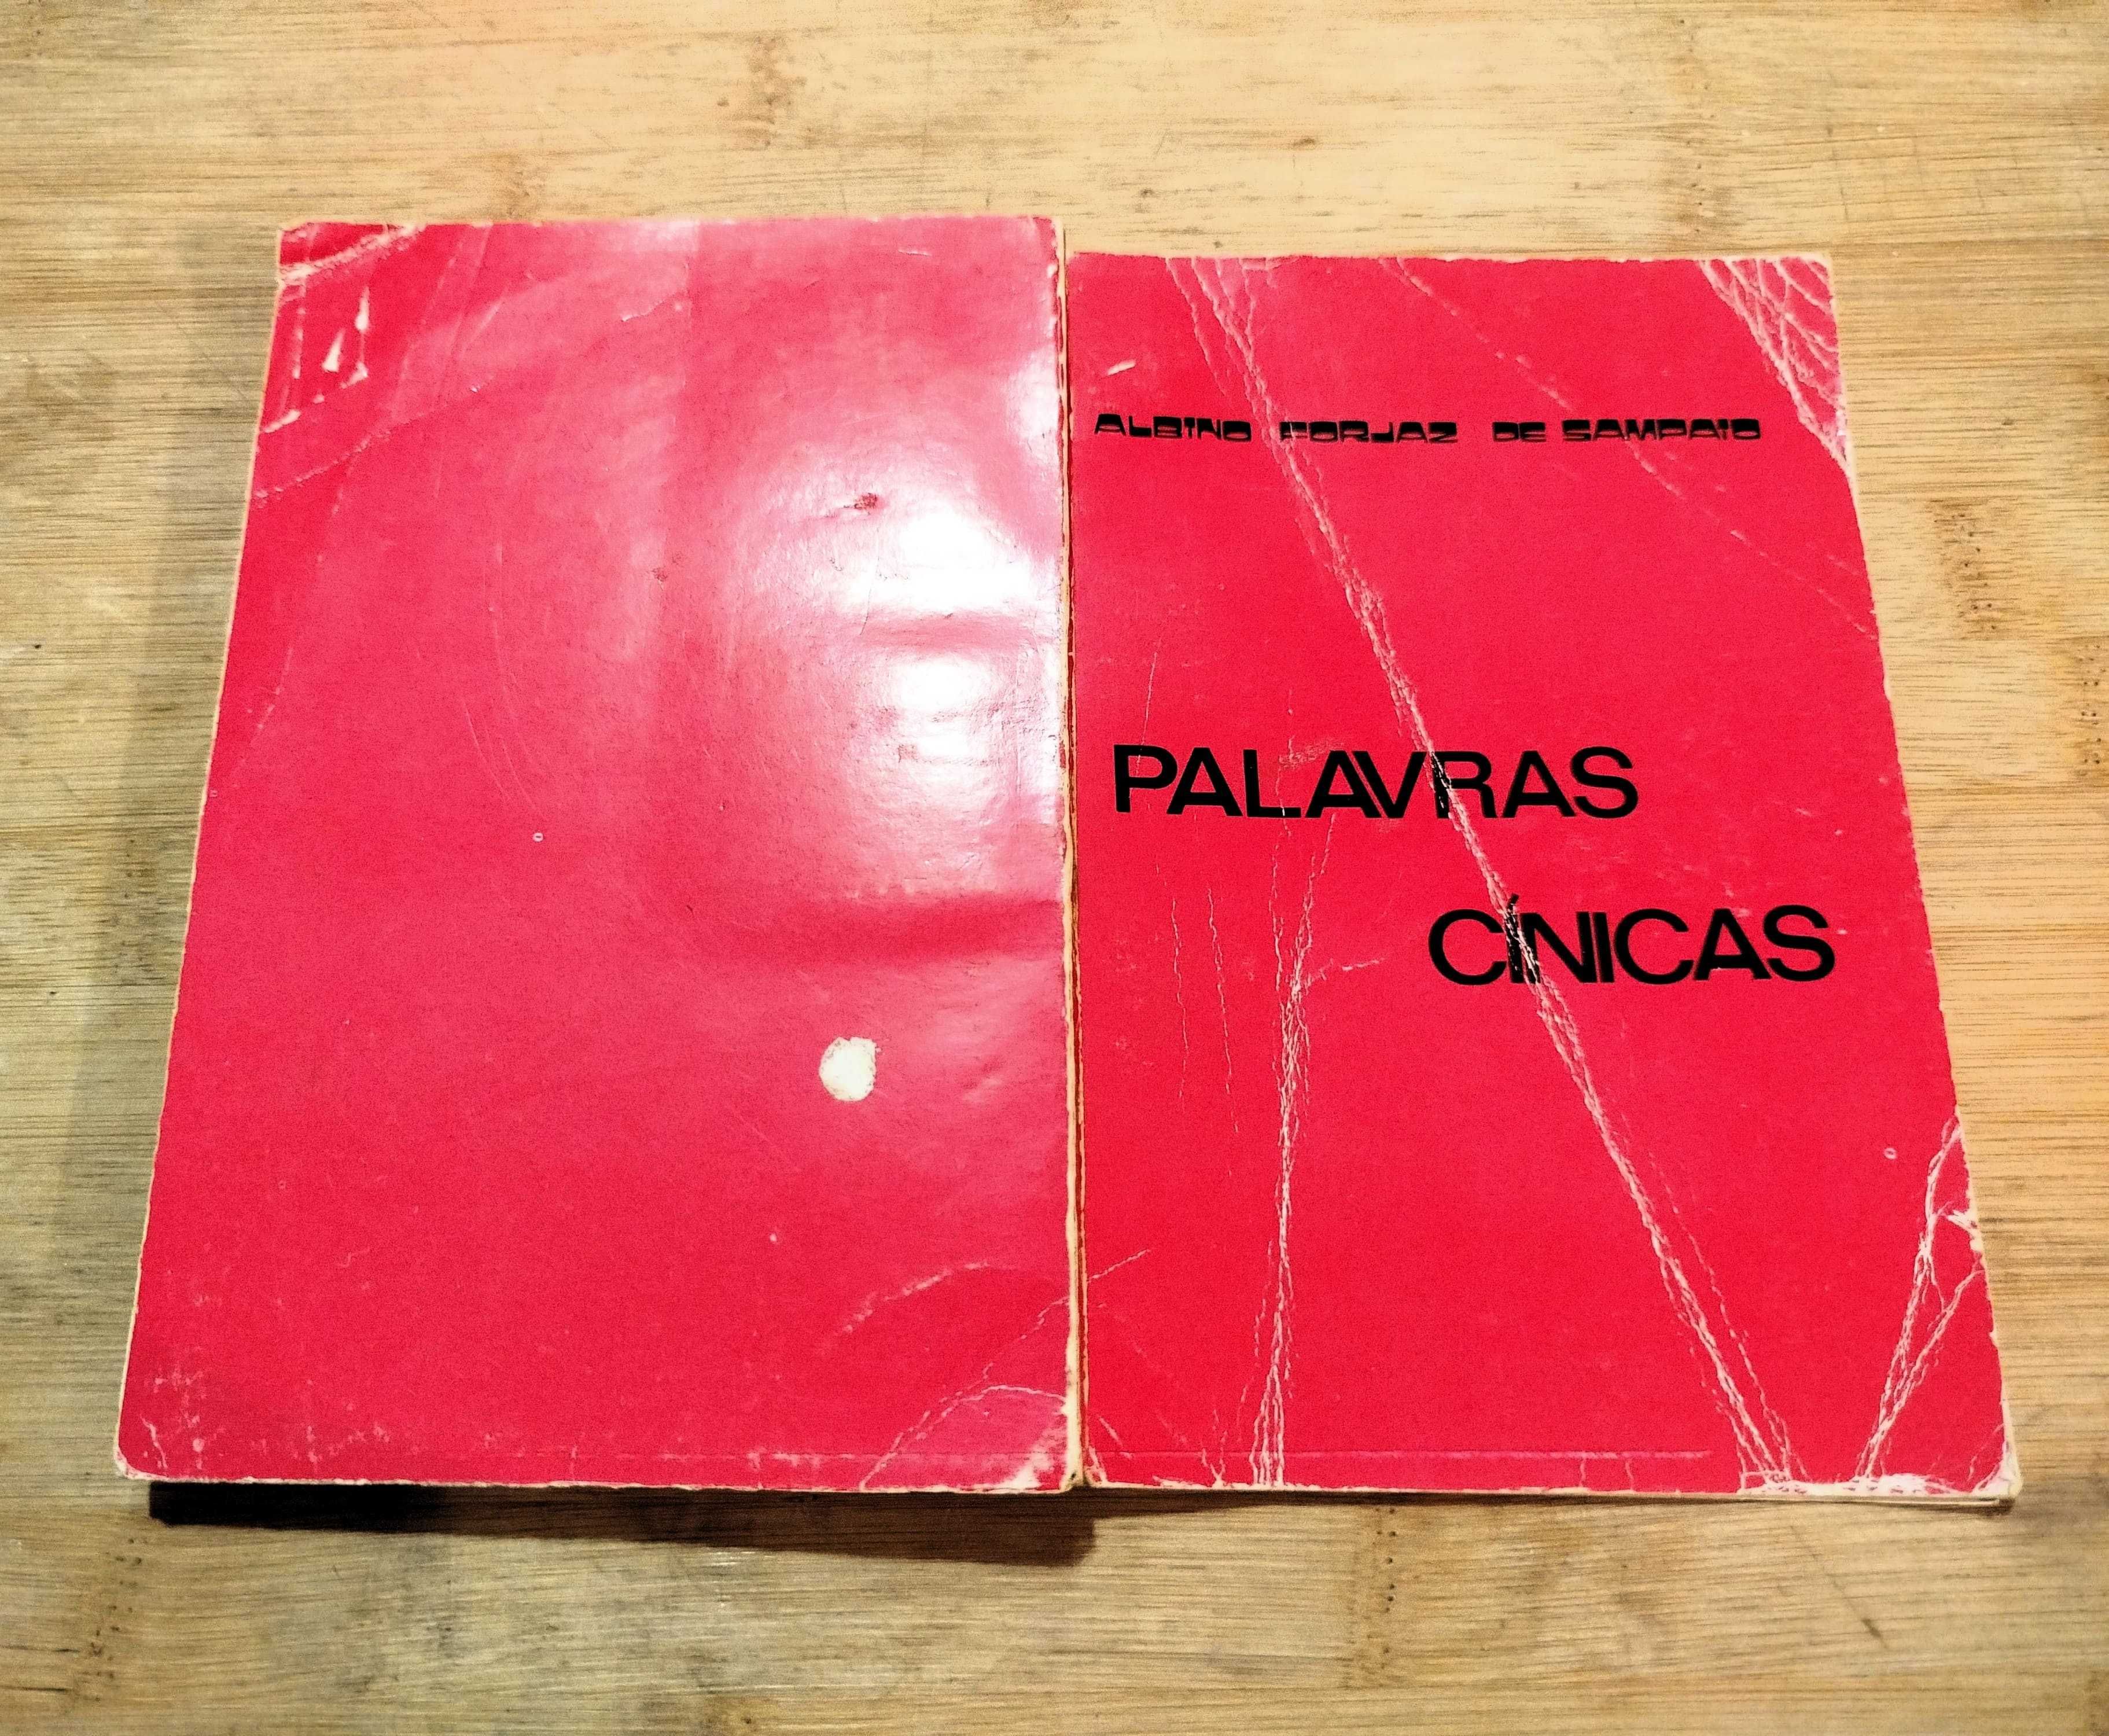 ALBINO FORJAZ DE SAMPAIO
PALAVRAS
CÍNICAS